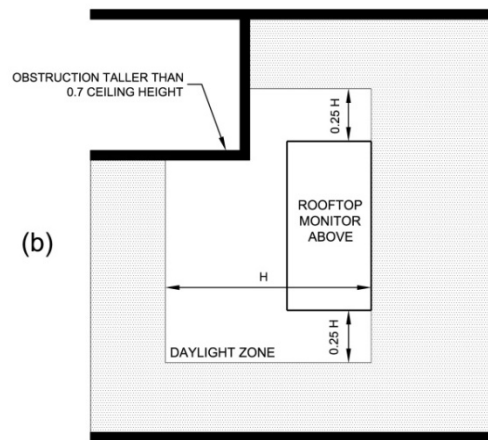 OBSTRUCTION TALLER THAN
0.7 CEILING HEIGHT
0.25 H
(b)
ROOFTOP
MONITOR
ABOVE
H
0.25 H
DAYLIGHT ZONE